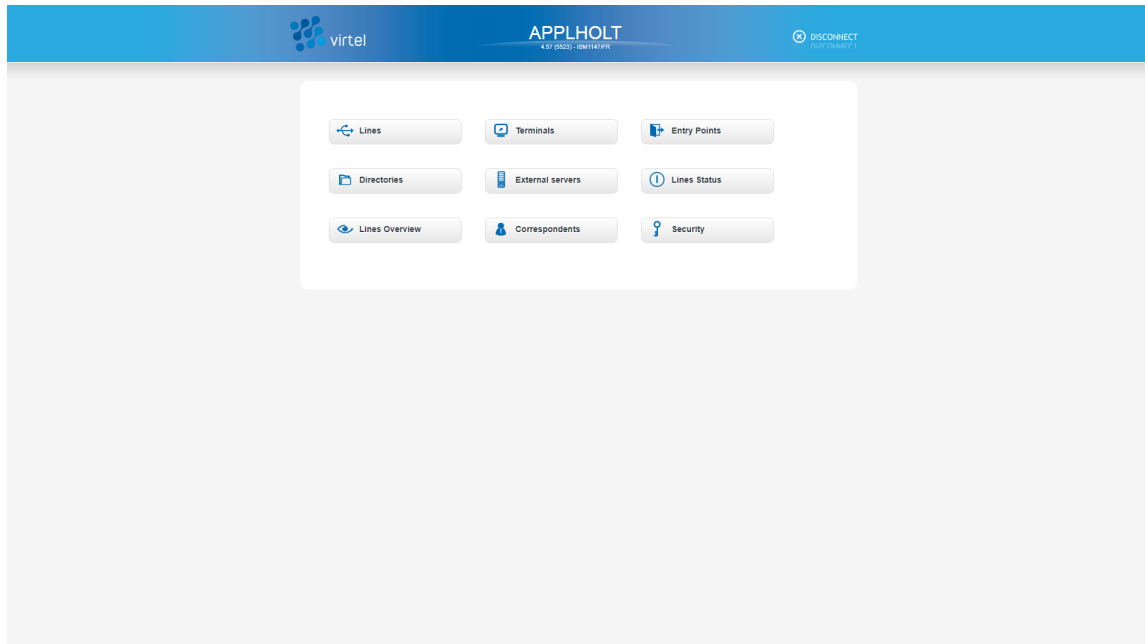 virtel
APPLHOLT
4.57 (5523) - IBM1147/FR
DISCONNECT
Lines
Terminals
Entry Points
Directories
External servers
Lines Status
Lines Overview
Correspondents
Security